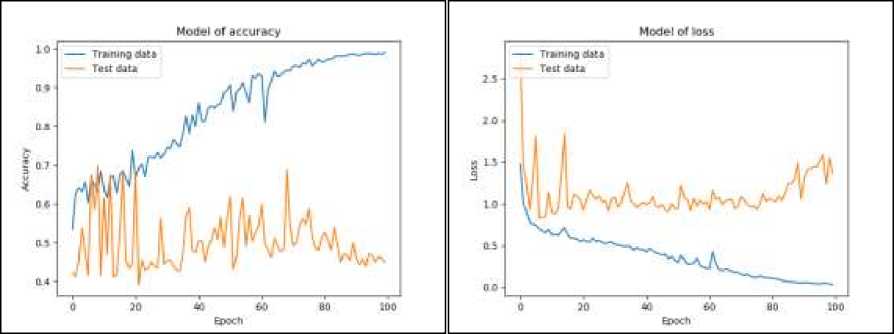 Model of accuracy
1.0
Training data
Test data
0.9
0.8
0.7
0.6
0.5
0.4
Accuracy
0
20
40
60
80
100
Epoch
Model of loss
Training data
Test data
2.5
2.0
1.5
1.0
0.5
0.0
Loss
0
20
40
60
80
100
Epoch